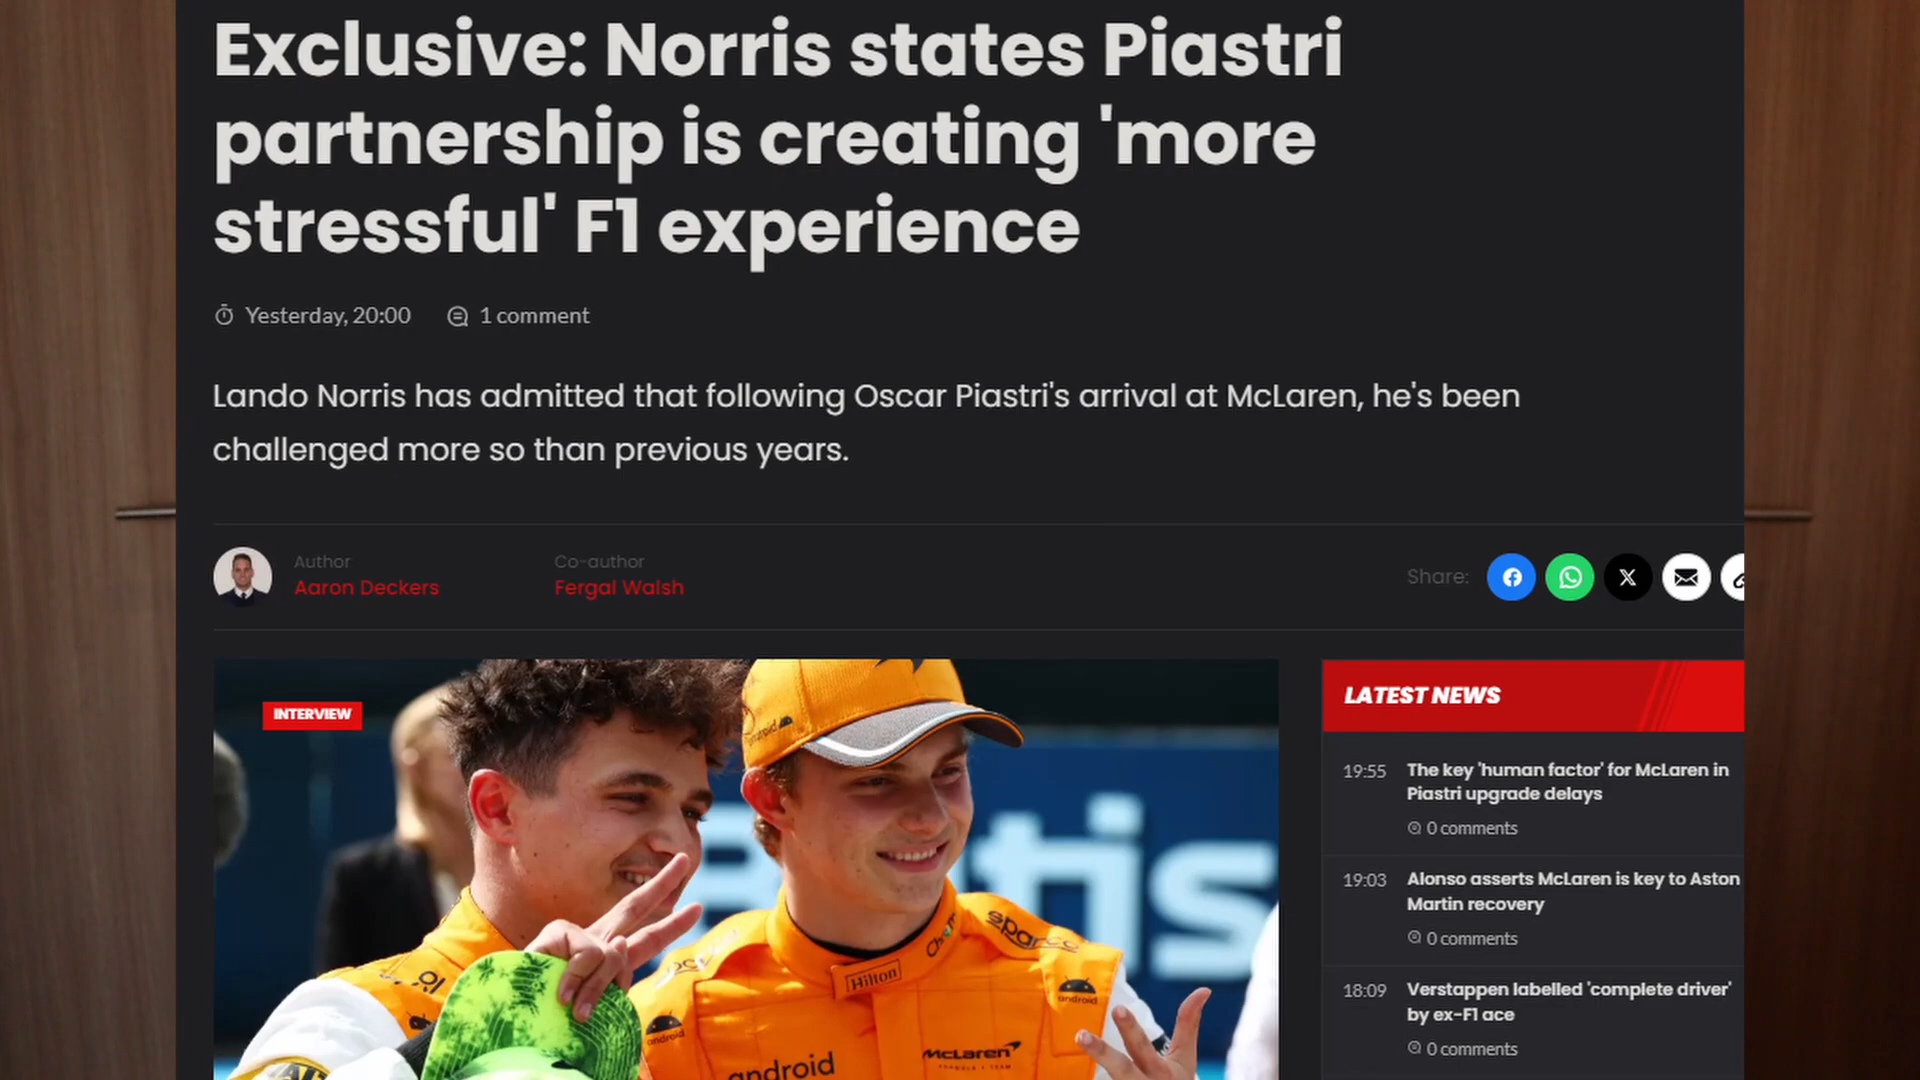 Exclusive: Norris states Piastri
partnership is creating 'more
stressful' F1 experience
Yesterday, 20:00
1 comment
Lando Norris has admitted that following Oscar Piastri's arrival at McLaren, he's been
challenged more so than previous years.
Author
Aaron Deckers
Co-author
Fergal Walsh
Share:
INTERVIEW
android
sparco
Hilton
android
android
android
McLaren
LATEST NEWS
19:55
The key 'human factor' for McLaren in
Piastri upgrade delays
0 comments
19:03
Alonso asserts McLaren is key to Aston
Martin recovery
0 comments
18:09
Verstappen labelled 'complete driver'
by ex-F1 ace
0 comments